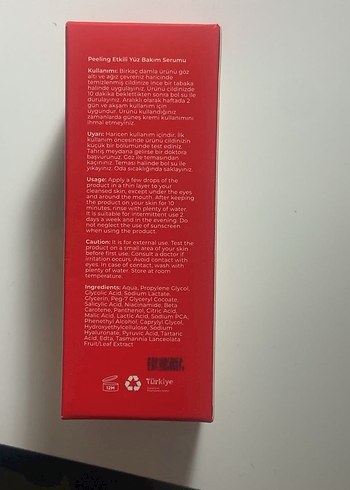 Peeling Etkili Yüz Bakım Serumu
Kullanımı: Birkaç damla ürünü göz
altı ve ağız çevreniz haricinde
temizlenmiş cildinize ince bir tabaka
halinde uygulayınız. Ürünü cildinizde
10 dakika beklettikten sonra bol su ile
durulayınız. Aralıklı olarak haftada 2
gün ve akşam kullanım için
uygundur. Ürünü kullandığınız
zamanlarda güneş kremi kullanımını
ihmal etmeyiniz.
Uyarı: Haricen kullanım içindir. İlk
kullanım öncesinde ürünü cildinizin
küçük bir bölümünde test ediniz.
Tahriş meydana gelirse bir doktora
başvurunuz. Göz ile temasından
kaçınınız. Teması halinde bol su ile
yıkayınız. Oda sıcaklığında saklayınız.
Usage: Apply a few drops of the
product in a thin layer to your
cleansed skin, except under the eyes
and around the mouth. After keeping
the product on your skin for 10
minutes, rinse with plenty of water.
It is suitable for intermittent use 2
days a week and in the evening. Do
not neglect the use of sunscreen
when using the product.
Caution: It is for external use. Test the
product on a small area of your skin
before first use. Consult a doctor if
irritation occurs. Avoid contact with
eyes. In case of contact, wash with
plenty of water. Store at room
temperature.
Ingredients: Aqua, Propylene Glycol,
Glycolic Acid, Sodium Lactate,
Glycerin, Peg-7 Glyceryl Cocoate,
Salicylic Acid, Niacinamide, Beta
Carotene, Panthenol, Citric Acid,
Malic Acid, Lactic Acid, Sodium PCA,
Phenethyl Alcohol, Caprylyl Glycol,
Hydroxyethylcellulose, Sodium
Hyaluronate, Pyruvic Acid, Tartaric
Acid, Edta, Tasmannia Lanceolata
Fruit/Leaf Extract
12M
Türkiye